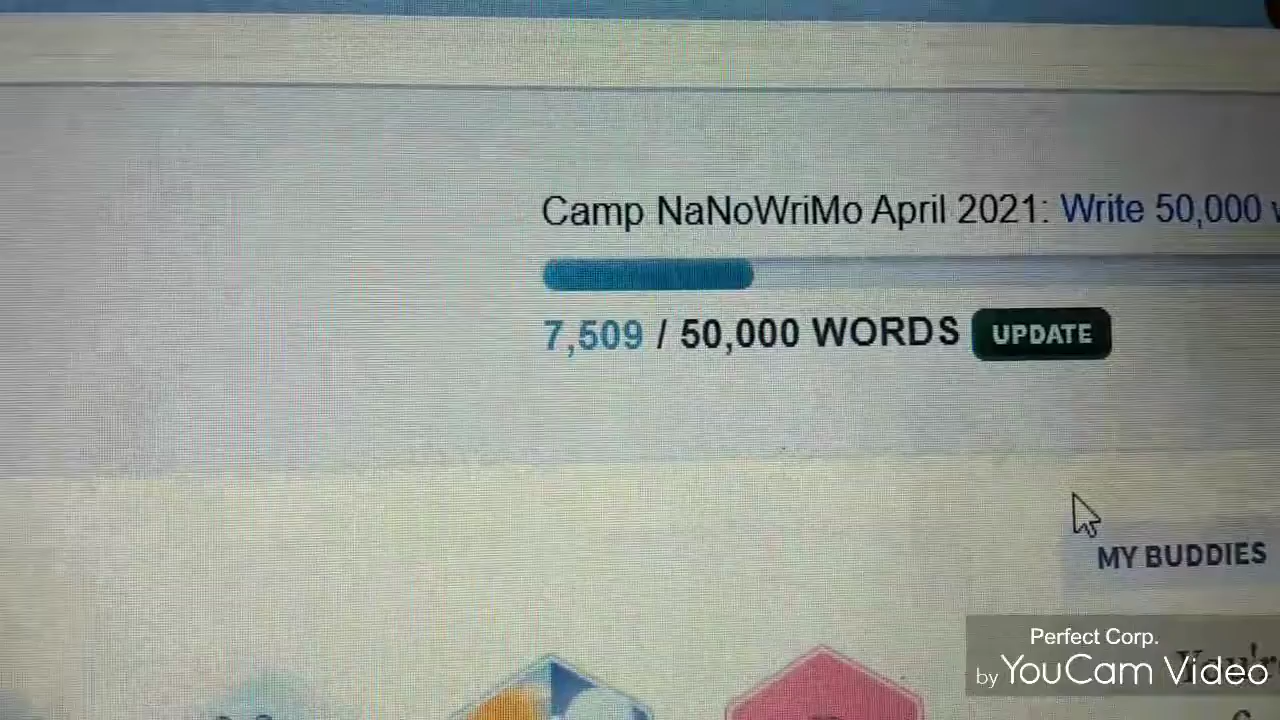 Camp NaNoWriMo April 2021: Write 50,000
7,509 / 50,000 WORDS UPDATE
MY BUDDIES
Perfect Corp.
by YouCam Video